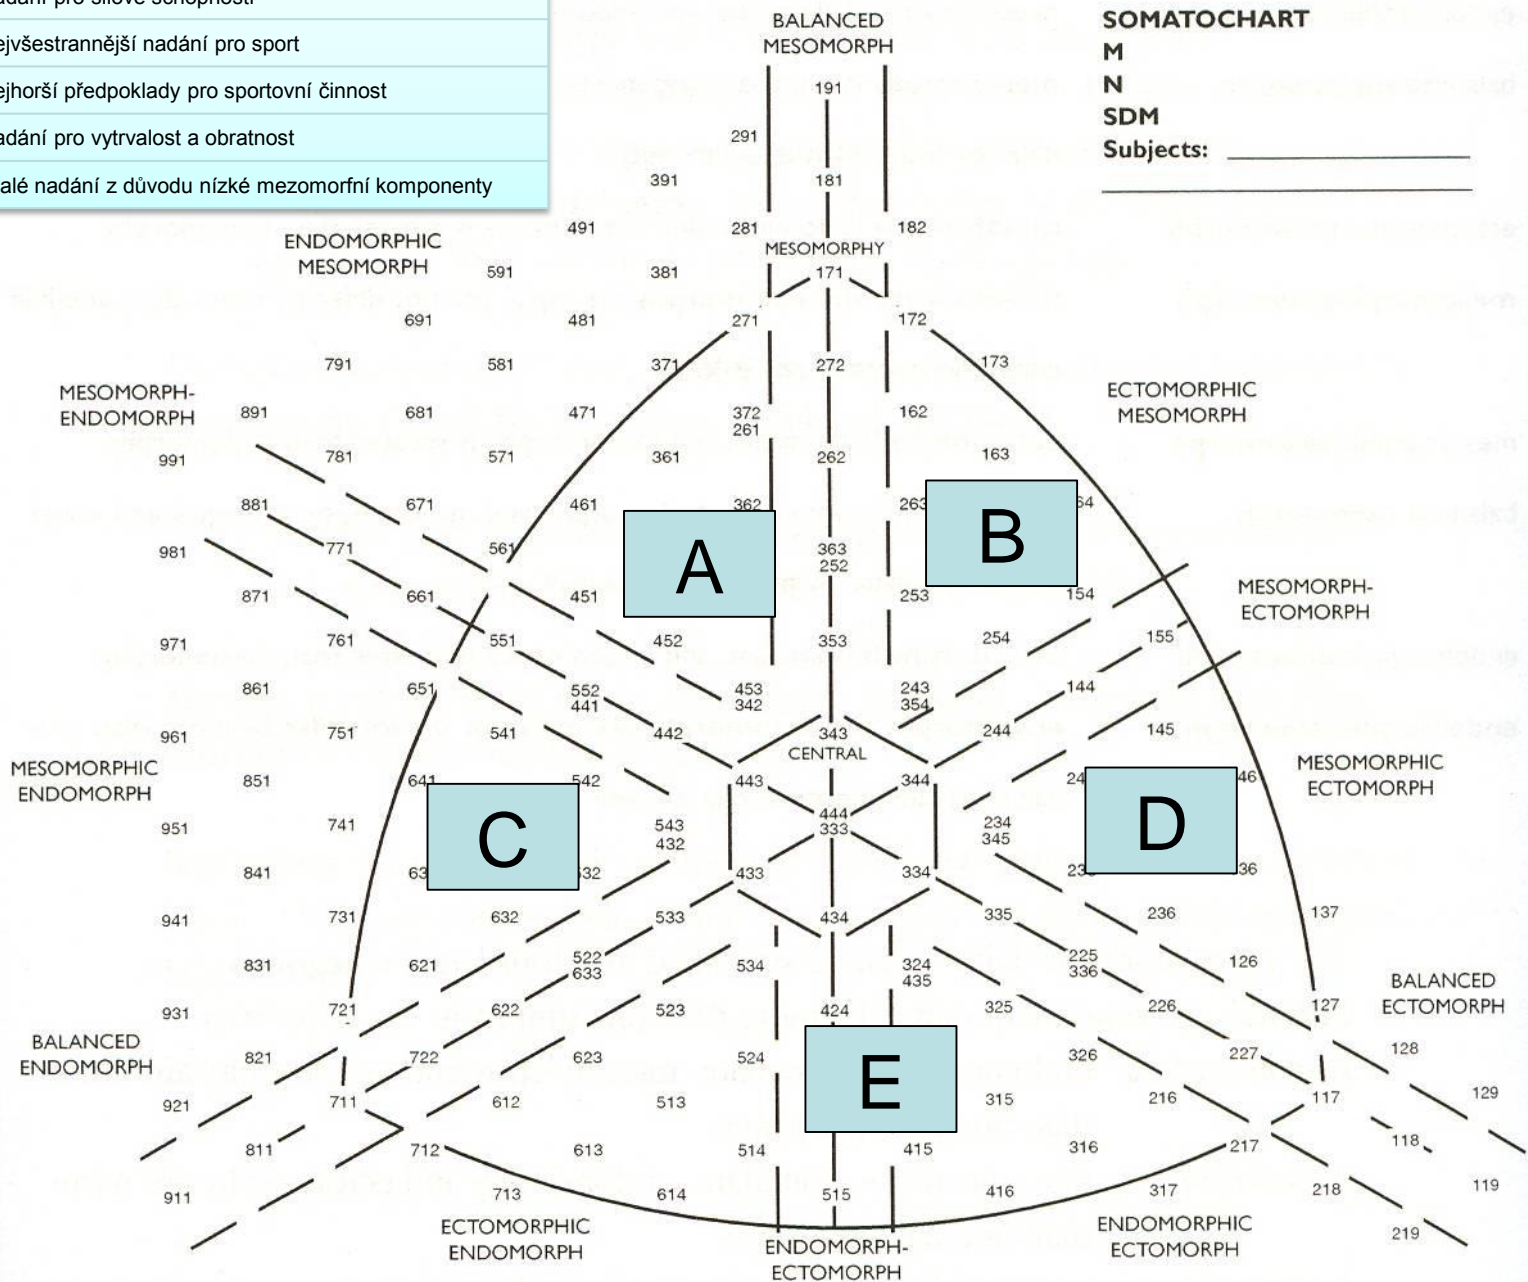 adání pro silové schopnosti
ejvšestrannější nadání pro sport
ejhorší předpoklady pro sportovní činnost
adání pro vytrvalost a obratnost
alé nadání z důvodu nízké mezomorfní komponenty
BALANCED
MESOMORPH
SOMATOCHART
M
N
SDM
Subjects:
191
291
391 181
491 281 182
ENDOMORPHIC
MESOMORPH
MESOMORPHY
591 381 171
691 481 271 172
791 581 371 272 173
MESOMORPH-
ENDOMORPH
ECTOMORPHIC
MESOMORPH
891 681 471 372 162
261
991 781 571 361 262 163
881 671 461 362 263 64
A
B
981 771 561 363
252
871 661 451 253 154
MESOMORPH-
ECTOMORPH
971 761 551 452 353 254 155
861 651 552 453 243 144
441 342 354
961 751 541 442 343 244 145
CENTRAL
MESOMORPHIC
ENDOMORPH
MESOMORPHIC
ECTOMORPH
851 641 542 443 344 24 46
444
951 741 543 333 234
432 345
C
D
841 63 532 433 334 23 36
941 731 632 533 434 335 236 137
831 621 522 534 324 225 126
633 435 336
BALANCED
ECTOMORPH
931 721 622 523 424 325 226 127
BALANCED
ENDOMORPH
821 722 623 524 326 227 128
E
921 711 612 513 315 216 117 129
811 712 613 514 415 316 217 118
911 713 614 515 416 317 218 119
ECTOMORPHIC
ENDOMORPH
ENDOMORPH-
ECTOMORPH
ENDOMORPHIC
ECTOMORPH
219